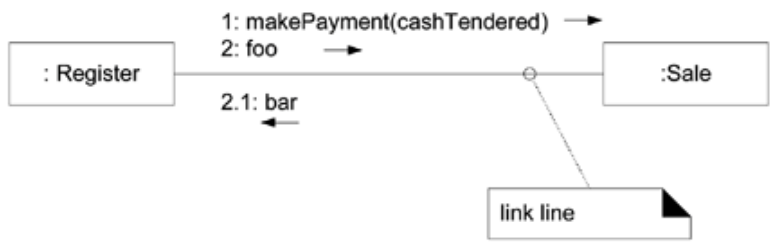 1: makePayment(cashTendered)
2: foo
: Register
:Sale
2.1: bar
link line